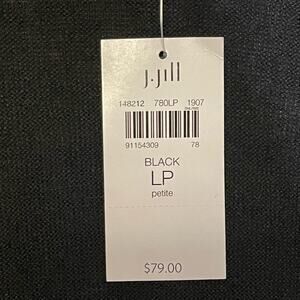 J.Jill
148212 780LP 1907
91154309 78
BLACK
LP
petite
$79.00